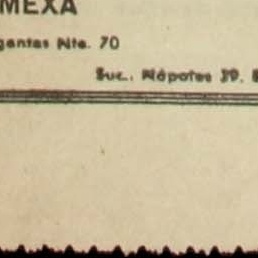 MEXA
gantes Nte. 70
Suc.. Nápoles 39.